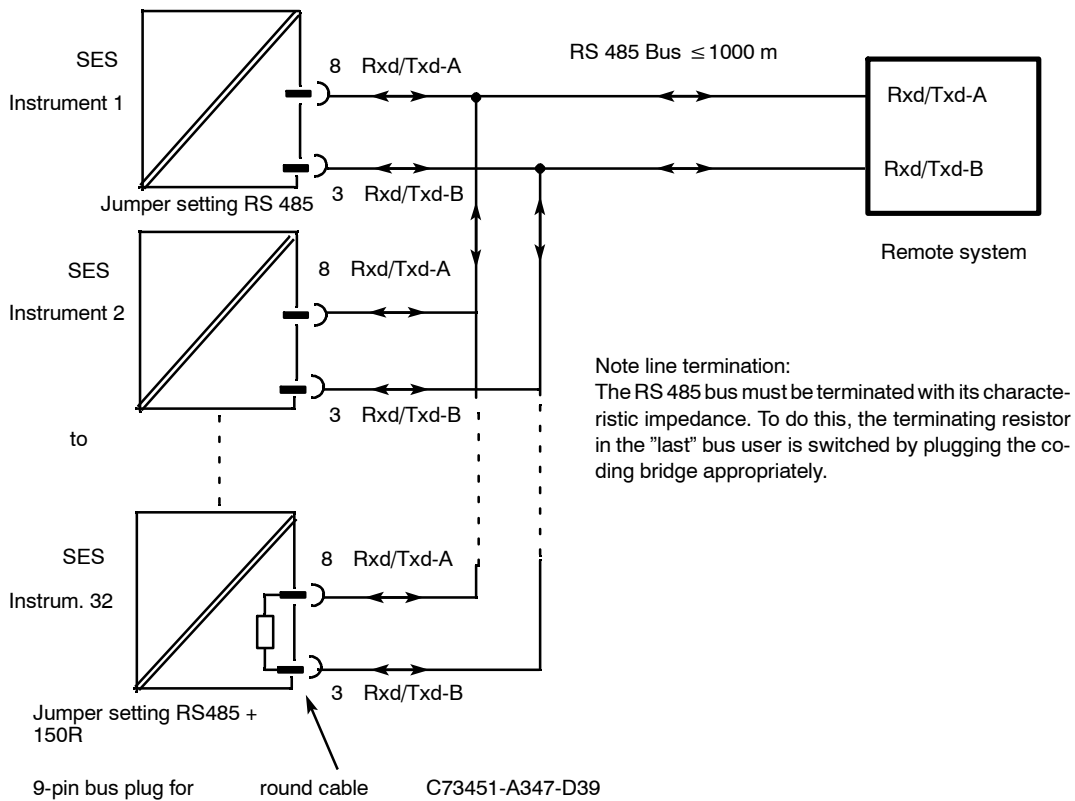 SES
Instrument 1
8 Rxd/Txd-A
RS 485 Bus ≤ 1000 m
Rxd/Txd-A
Rxd/Txd-B
3 Rxd/Txd-B
Jumper setting RS 485
Remote system
SES
Instrument 2
8 Rxd/Txd-A
3 Rxd/Txd-B
to
Note line termination:
The RS 485 bus must be terminated with its characte-
ristic impedance. To do this, the terminating resistor
in the ”last” bus user is switched by plugging the co-
ding bridge appropriately.
SES
Instrum. 32
8 Rxd/Txd-A
3 Rxd/Txd-B
Jumper setting RS485 +
150R
9-pin bus plug for round cable C73451-A347-D39